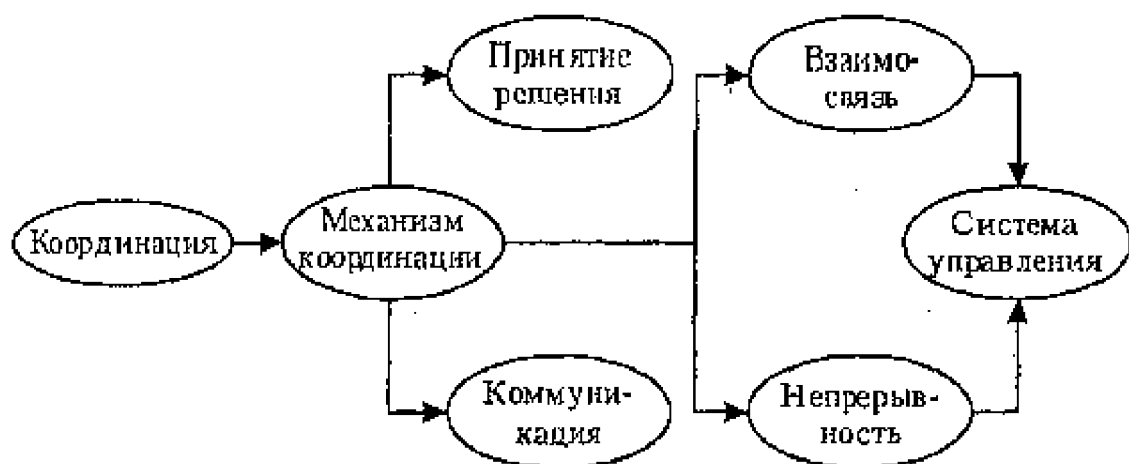 Принятие
решения
Взаимо-
связь
Координация
Механизм
координации
Система
управления
Коммуни-
кация
Непрерыв-
ность